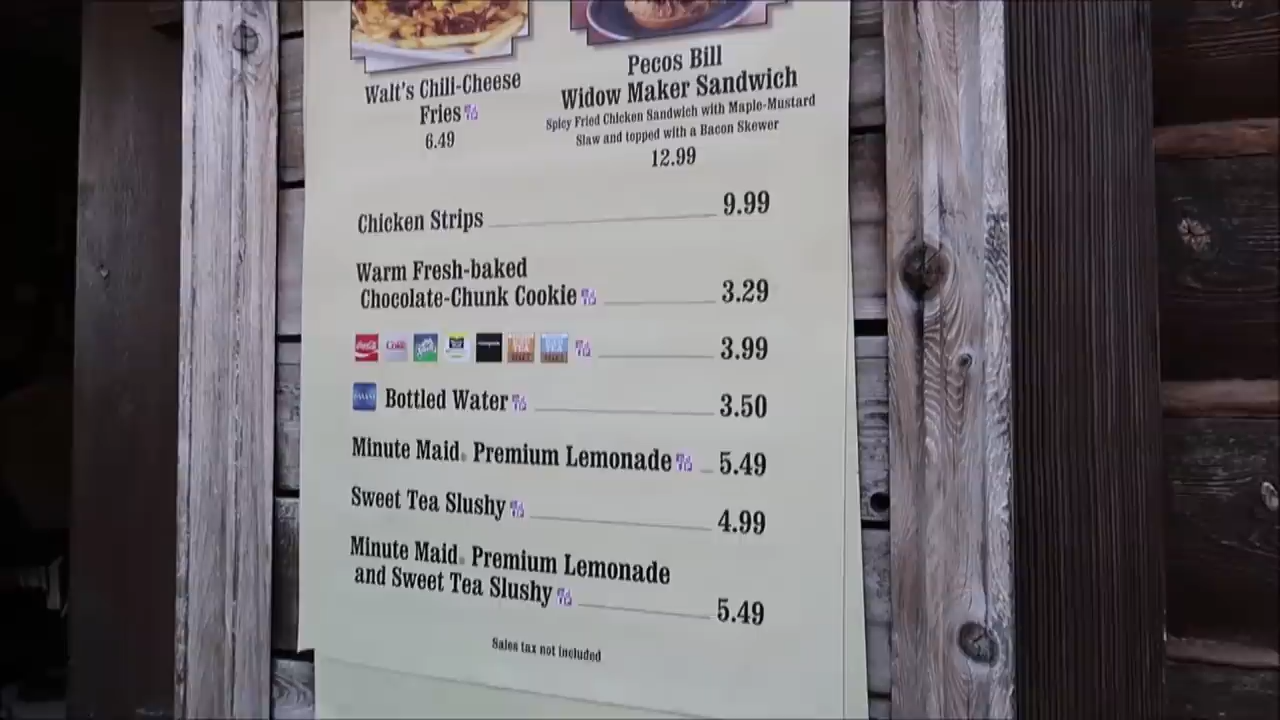 Walt's Chili-Cheese
Fries
6.49
Pecos Bill
Widow Maker Sandwich
Spicy Fried Chicken Sandwich with Maple-Mustard
Slaw and topped with a Bacon Skewer
12.99
Chicken Strips 9.99
Warm Fresh-baked
Chocolate-Chunk Cookie 3.29
3.99
Bottled Water 3.50
Minute Maid® Premium Lemonade 5.49
Sweet Tea Slushy 4.99
Minute Maid® Premium Lemonade
and Sweet Tea Slushy 5.49
Sales tax not included